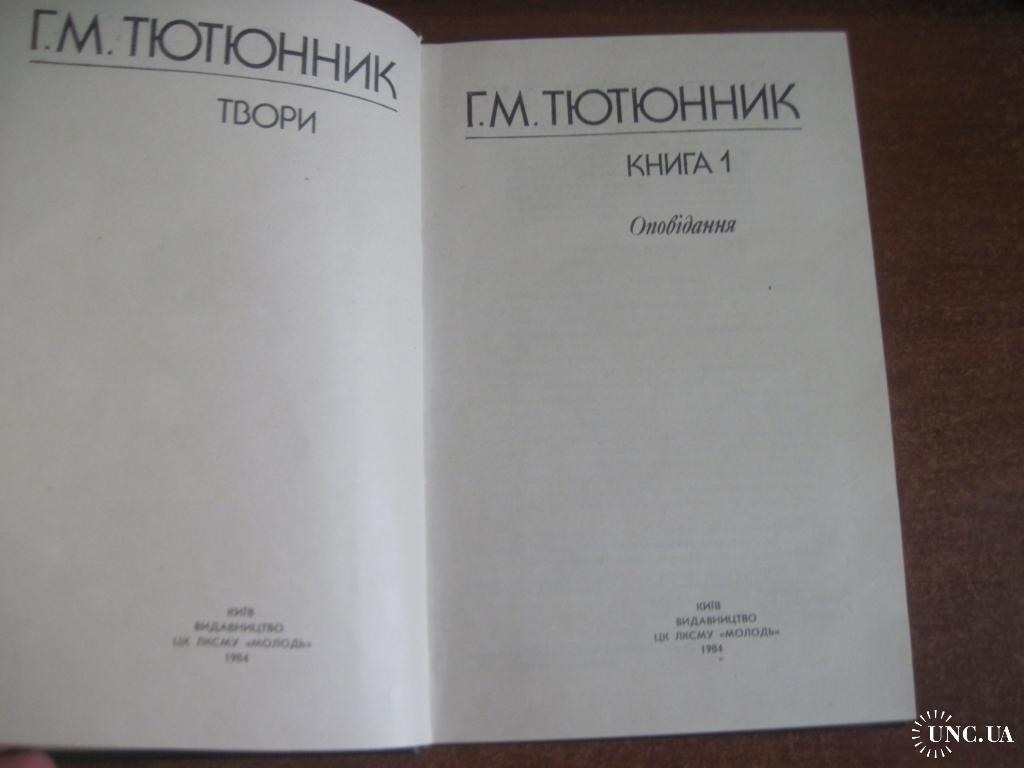 Г.М. ТЮТЮННИК
ТВОРИ
КИЇВ
ВИДАВНИЦТВО
ЦК ЛКСМУ «МОЛОДЬ»
1984
Г.М. ТЮТЮННИК
КНИГА 1
Оповідання
КИЇВ
ВИДАВНИЦТВО
ЦК ЛКСМУ «МОЛОДЬ»
1984
UNC.UA